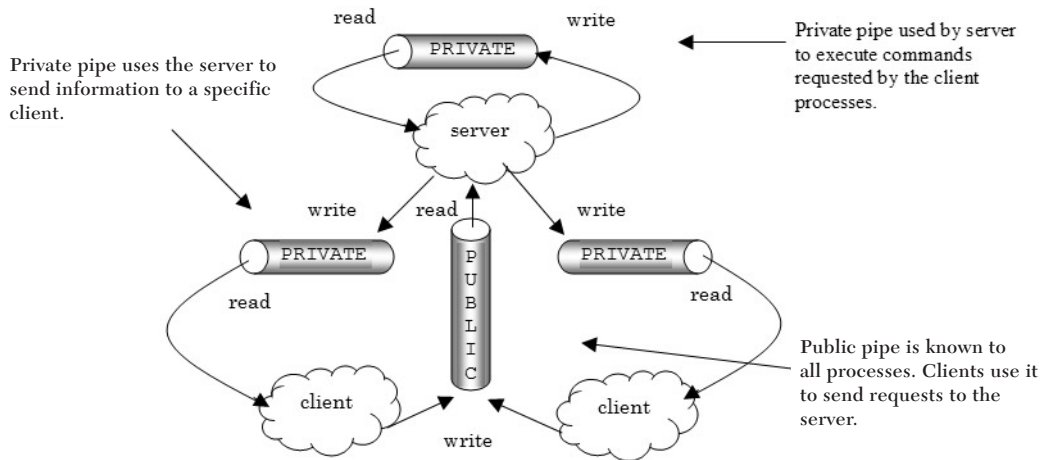 read
write
PRIVATE
Private pipe used by server
to execute commands
requested by the client
processes.
Private pipe uses the server to
send information to a specific
client.
server
write
read
write
PRIVATE
PUBLIC
PRIVATE
read
read
Public pipe is known to
all processes. Clients use it
to send requests to the
server.
client
client
write